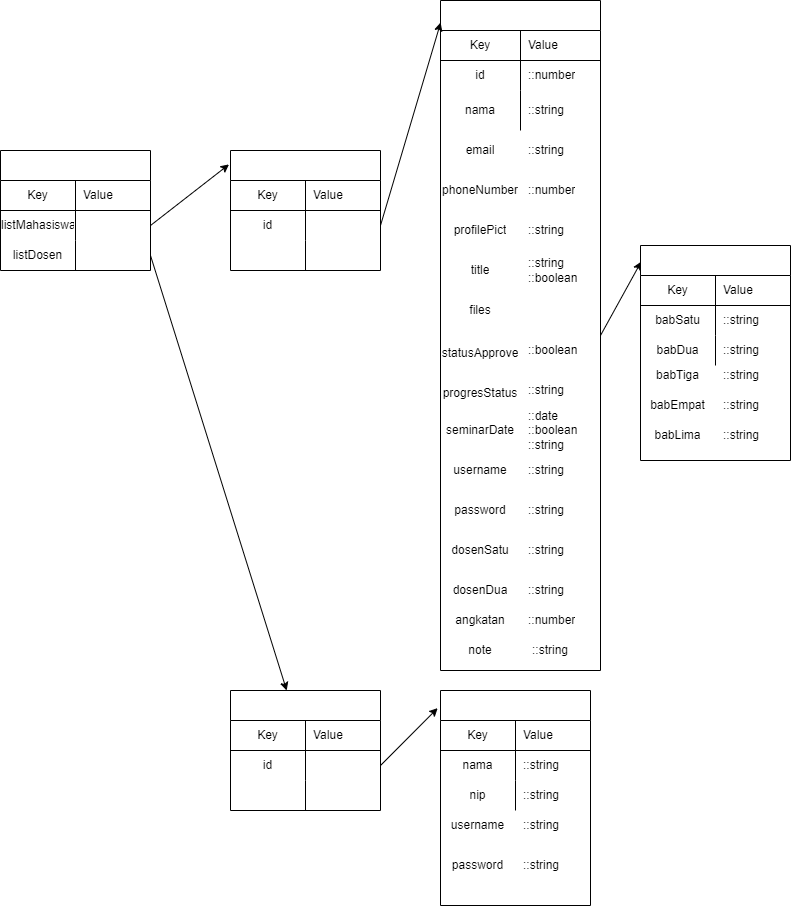 Key Value
listMahasiswa
listDosen
Key Value
id
Key Value
id ::number
nama ::string
email ::string
phoneNumber ::number
profilePict ::string
title ::string
::boolean
files
statusApprove ::boolean
progresStatus ::string
::date
seminarDate ::boolean
::string
username ::string
password ::string
dosenSatu ::string
dosenDua ::string
angkatan ::number
note ::string
Key Value
babSatu ::string
babDua ::string
babTiga ::string
babEmpat ::string
babLima ::string
Key Value
id
Key Value
nama ::string
nip ::string
username ::string
password ::string